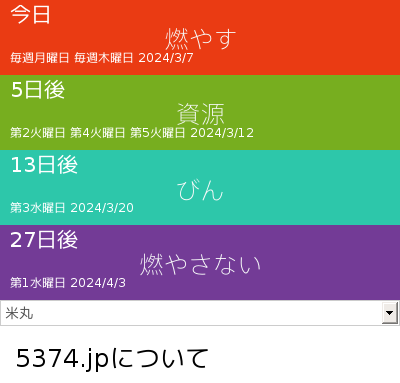 今日
燃やす
毎週月曜日 毎週木曜日 2024/3/7
5日後
資源
第2火曜日 第4火曜日 第5火曜日 2024/3/12
13日後
びん
第3水曜日 2024/3/20
27日後
燃やさない
第1水曜日 2024/4/3
米丸
5374.jpについて